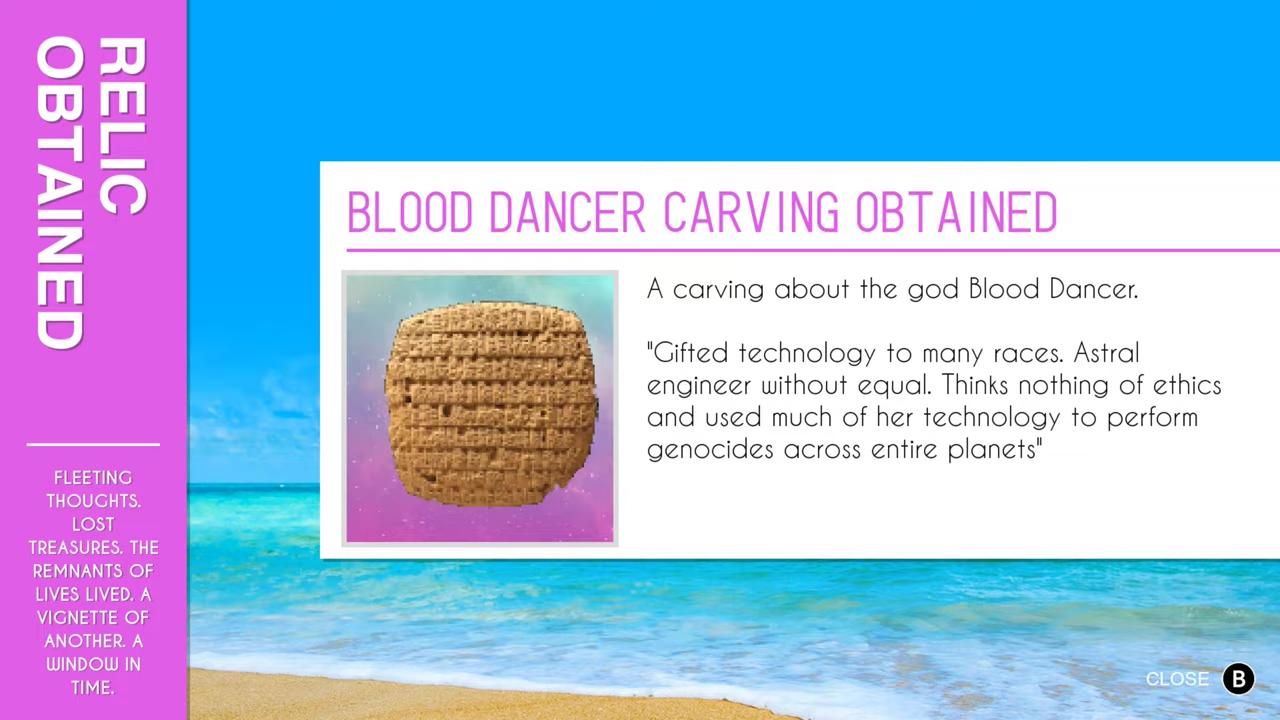 RELIC
OBTAINED
FLEETING
THOUGHTS.
LOST
TREASURES. THE
REMNANTS OF
LIVES LIVED. A
VIGNETTE OF
ANOTHER. A
WINDOW IN
TIME.
BLOOD DANCER CARVING OBTAINED
A carving about the god Blood Dancer.
"Gifted technology to many races. Astral
engineer without equal. Thinks nothing of ethics
and used much of her technology to perform
genocides across entire planets"
CLOSE B